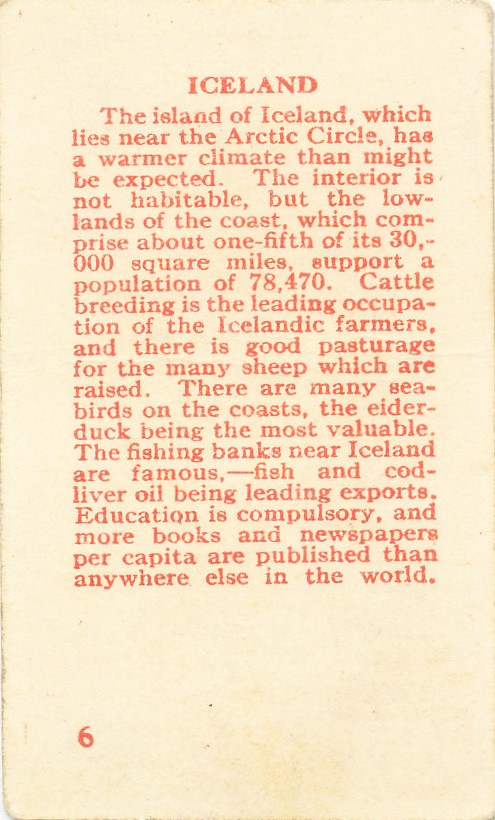 ICELAND
The island of Iceland, which
lies near the Arctic Circle, has
a warmer climate than might
be expected. The interior is
not habitable, but the low-
lands of the coast, which com-
prise about one-fifth of its 30,-
000 square miles, support a
population of 78,470. Cattle
breeding is the leading occupa-
tion of the Icelandic farmers,
and there is good pasturage
for the many sheep which are
raised. There are many sea-
birds on the coasts, the eider-
duck being the most valuable.
The fishing banks near Iceland
are famous,—fish and cod-
liver oil being leading exports.
Education is compulsory, and
more books and newspapers
per capita are published than
anywhere else in the world.
6